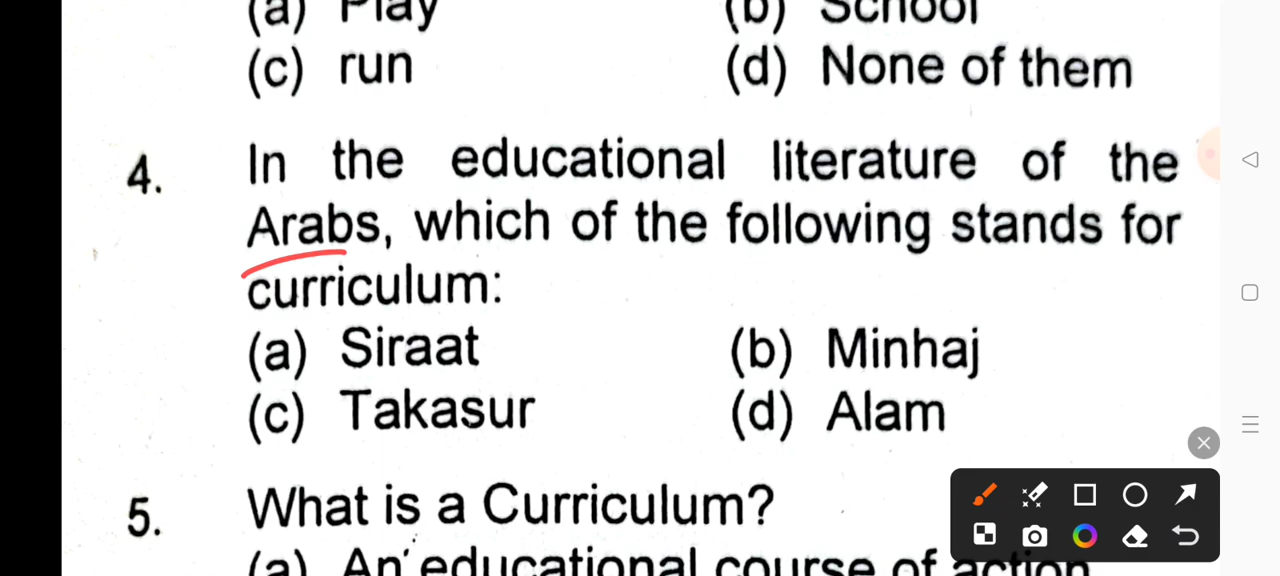 (a) Play (b) School
(c) run (d) None of them
4. In the educational literature of the
Arabs, which of the following stands for
curriculum:
(a) Siraat (b) Minhaj
(c) Takasur (d) Alam
5. What is a Curriculum?
(a) An educational course of action